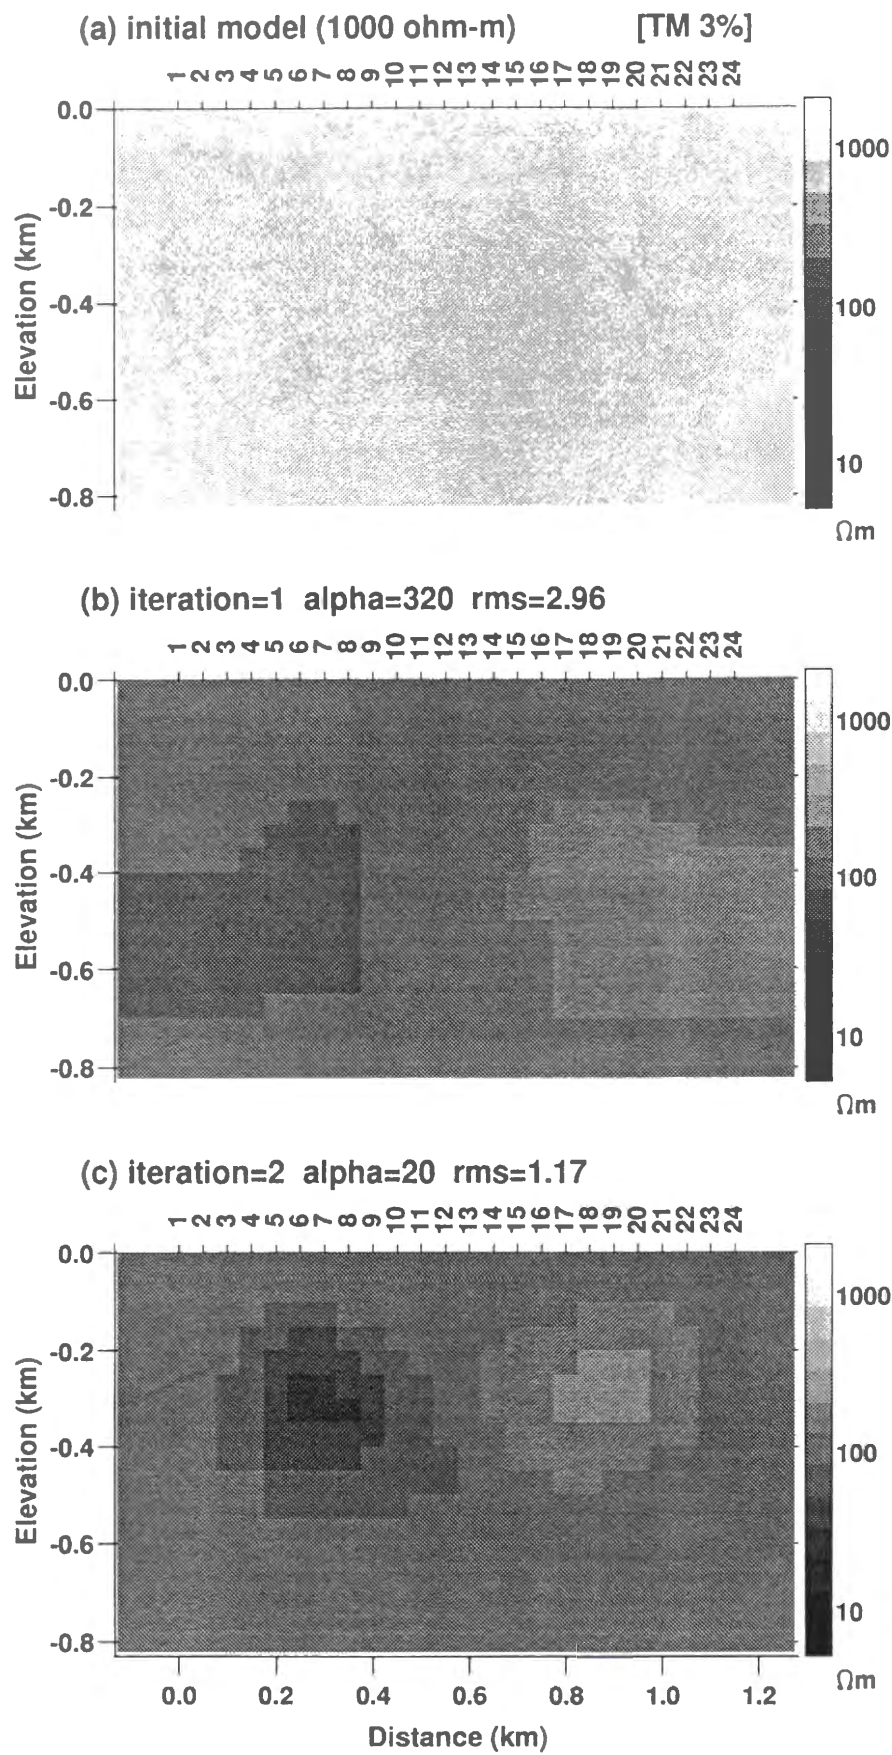 (a) initial model (1000 ohm-m) [TM 3%]
1 2 3 4 5 6 7 8 9 10 11 12 13 14 15 16 17 18 19 20 21 22 23 24
0.0
-0.2
-0.4
-0.6
-0.8
Elevation (km)
1000
100
10
Ωm
(b) iteration=1 alpha=320 rms=2.96
1 2 3 4 5 6 7 8 9 10 11 12 13 14 15 16 17 18 19 20 21 22 23 24
0.0
-0.2
-0.4
-0.6
-0.8
Elevation (km)
1000
100
10
Ωm
(c) iteration=2 alpha=20 rms=1.17
1 2 3 4 5 6 7 8 9 10 11 12 13 14 15 16 17 18 19 20 21 22 23 24
0.0
-0.2
-0.4
-0.6
-0.8
Elevation (km)
1000
100
10
Ωm
0.0 0.2 0.4 0.6 0.8 1.0 1.2
Distance (km)